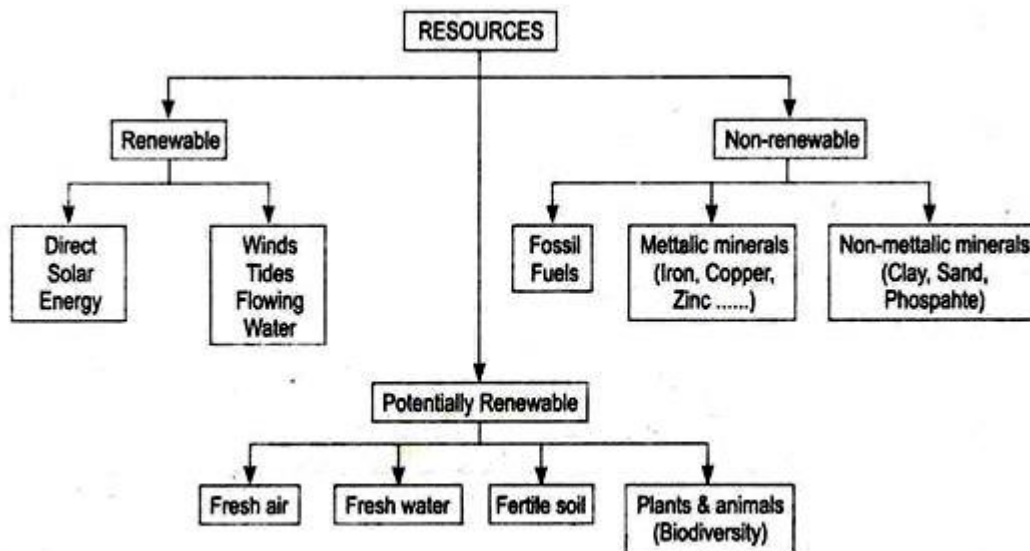 RESOURCES
Renewable
Non-renewable
Direct
Solar
Energy
Winds
Tides
Flowing
Water
Fossil
Fuels
Mettalic minerals
(Iron, Copper,
Zinc ......)
Non-mettalic minerals
(Clay, Sand,
Phospahte)
Potentially Renewable
Fresh air
Fresh water
Fertile soil
Plants & animals
(Biodiversity)